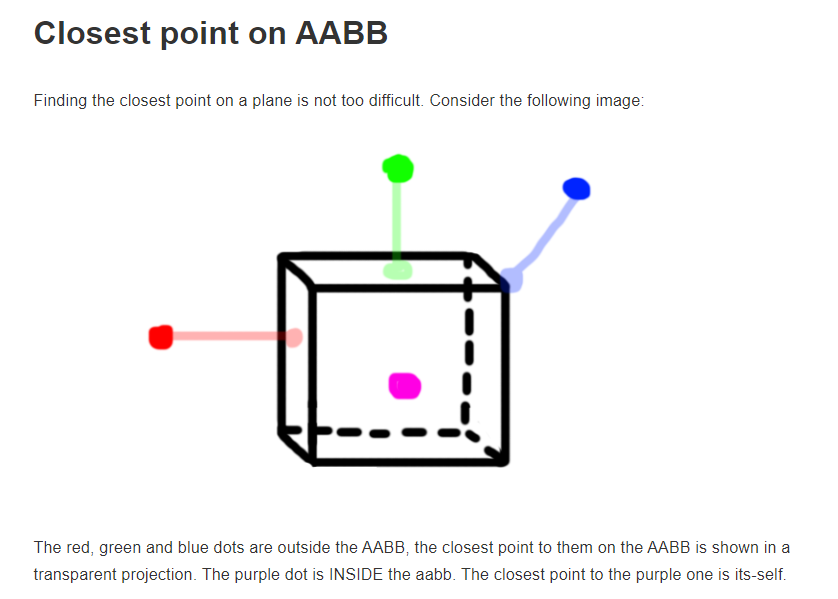 Closest point on AABB
Finding the closest point on a plane is not too difficult. Consider the following image:
The red, green and blue dots are outside the AABB, the closest point to them on the AABB is shown in a
transparent projection. The purple dot is INSIDE the aabb. The closest point to the purple one is its-self.